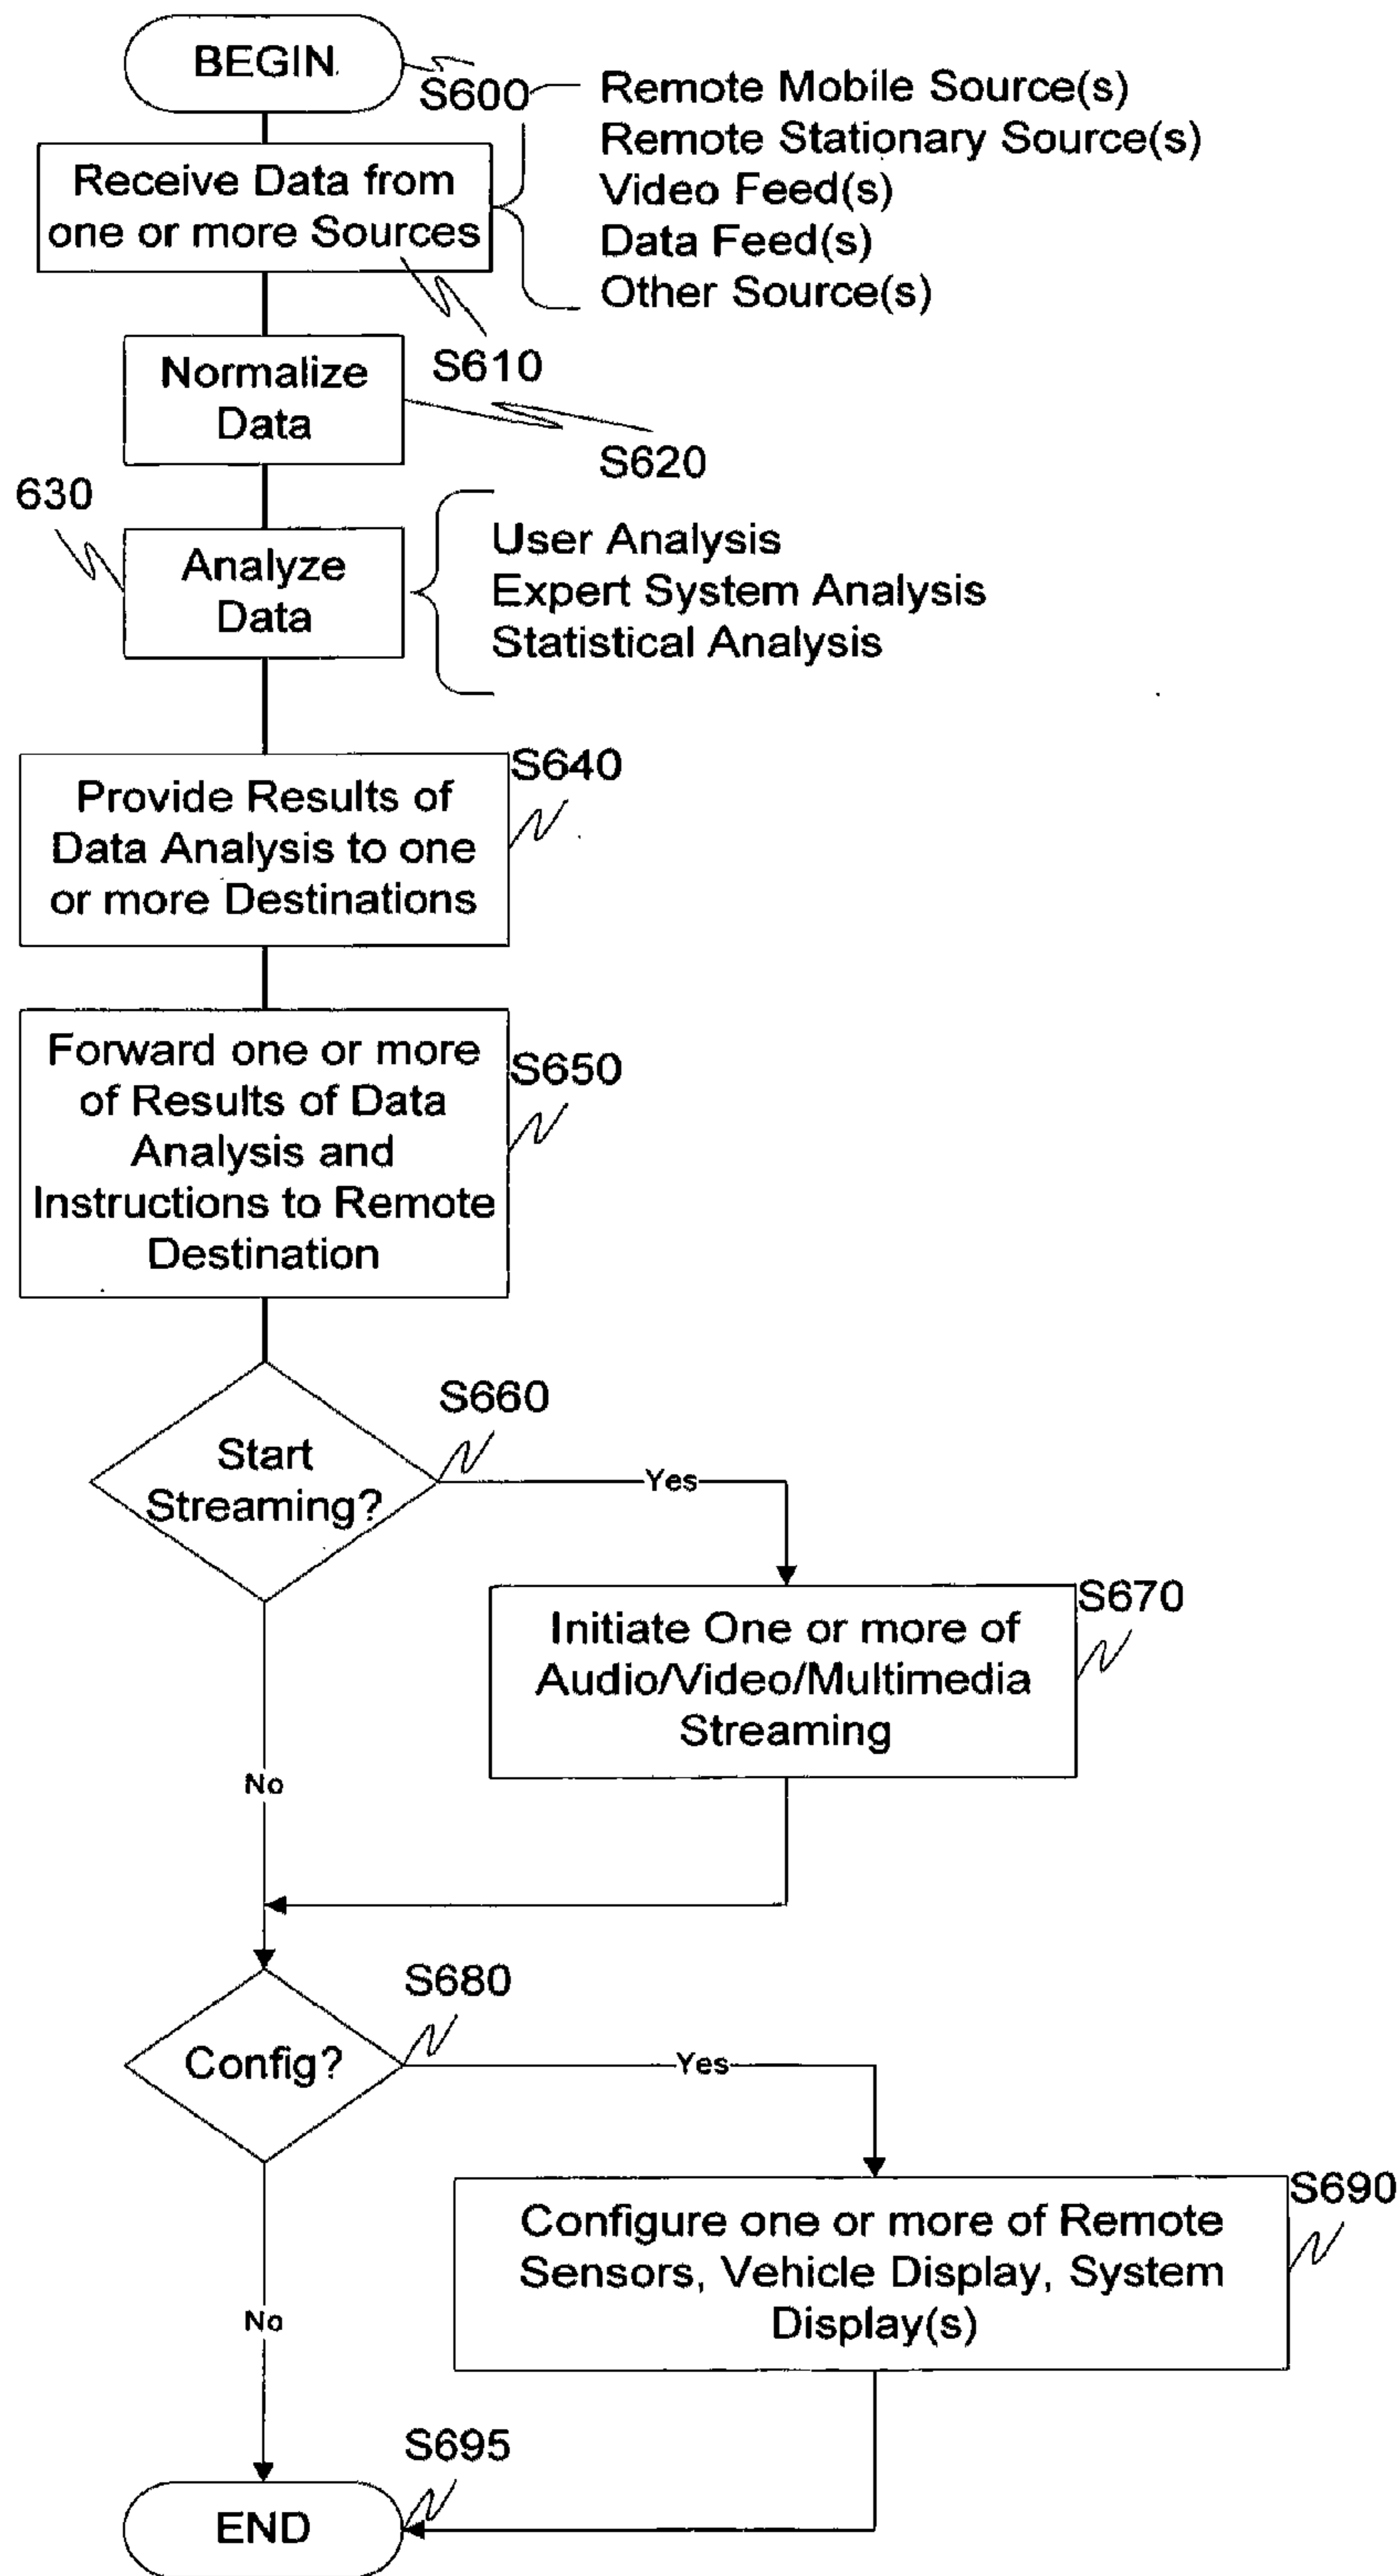 BEGIN
S600
Remote Mobile Source(s)
Remote Stationary Source(s)
Video Feed(s)
Data Feed(s)
Other Source(s)
Receive Data from
one or more Sources
S610
Normalize
Data
S620
630
Analyze
Data
User Analysis
Expert System Analysis
Statistical Analysis
S640
Provide Results of
Data Analysis to one
or more Destinations
S650
Forward one or more
of Results of Data
Analysis and
Instructions to Remote
Destination
S660
Start
Streaming?
Yes
S670
Initiate One or more of
Audio/Video/Multimedia
Streaming
No
S680
Config?
Yes
S690
Configure one or more of Remote
Sensors, Vehicle Display, System
Display(s)
No
S695
END